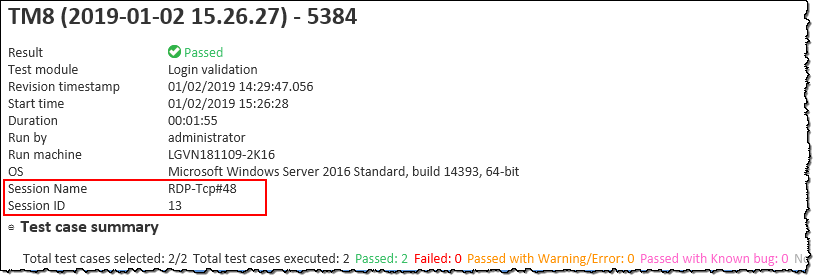 TM8 (2019-01-02 15.26.27) - 5384
Result Passed
Test module Login validation
Revision timestamp 01/02/2019 14:29:47.056
Start time 01/02/2019 15:26:28
Duration 00:01:55
Run by administrator
Run machine LGVN181109-2K16
OS Microsoft Windows Server 2016 Standard, build 14393, 64-bit
Session Name RDP-Tcp#48
Session ID 13
Test case summary
Total test cases selected: 2/2 Total test cases executed: 2 Passed: 2 Failed: 0 Passed with Warning/Error: 0 Passed with Known bug: 0